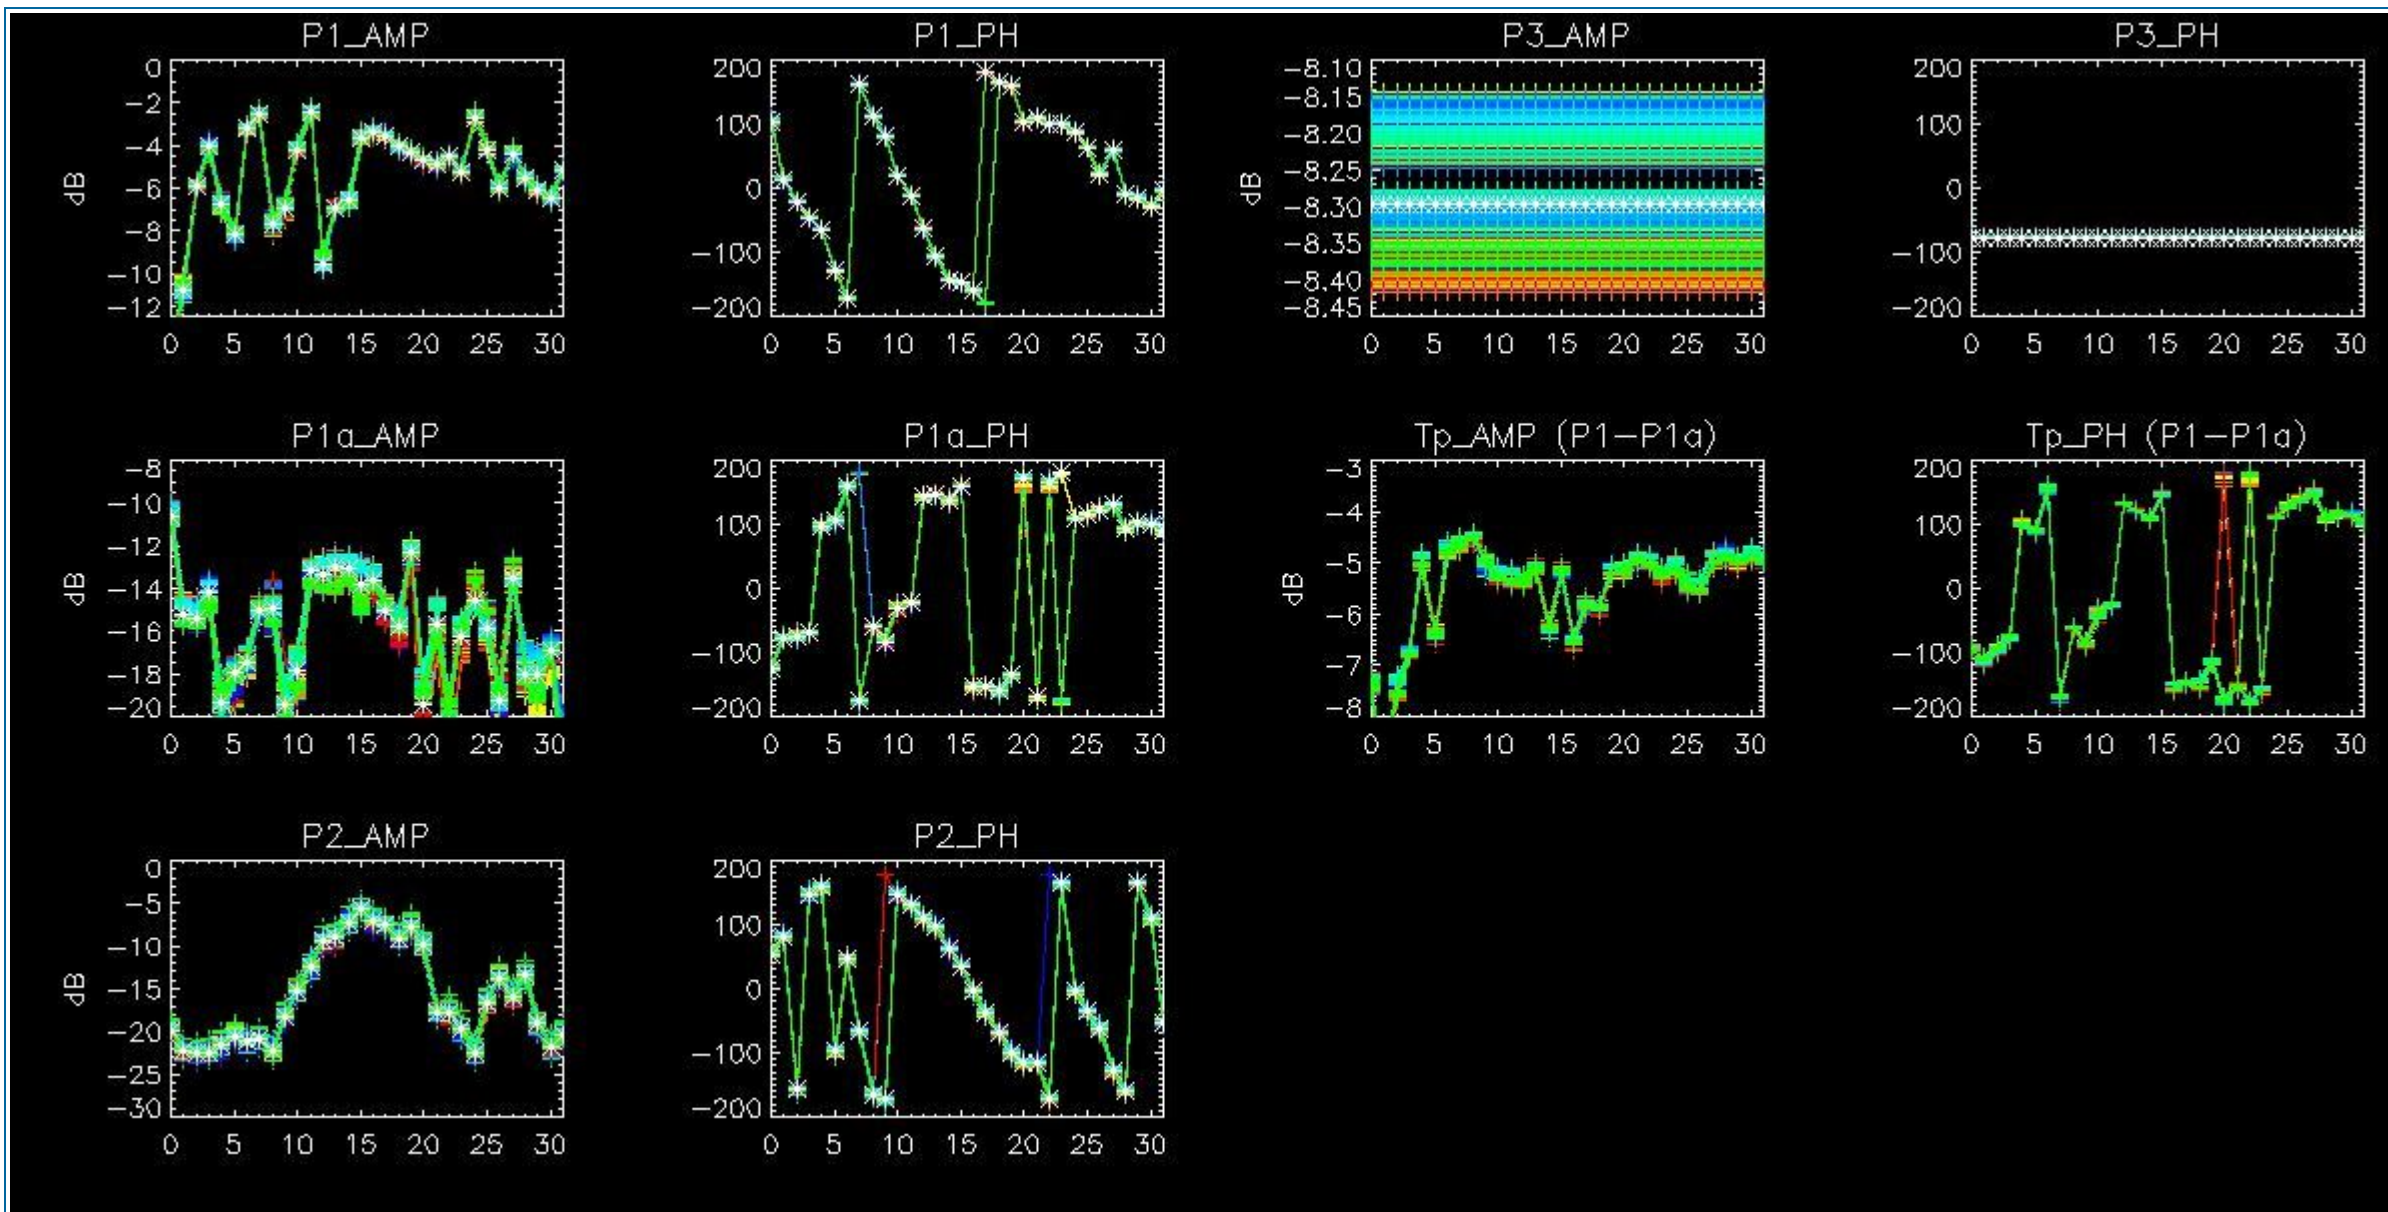 P1_AMP
P1_PH
P3_AMP
P3_PH
0
−2
−4
−6
−8
−10
−12
dB
0 5 10 15 20 25 30
200
100
0
−100
−200
0 5 10 15 20 25 30
−8.10
−8.15
−8.20
−8.25
−8.30
−8.35
−8.40
−8.45
dB
0 5 10 15 20 25 30
200
100
0
−100
−200
0 5 10 15 20 25 30
P1a_AMP
P1a_PH
Tp_AMP (P1−P1a)
Tp_PH (P1−P1a)
−8
−10
−12
−14
−16
−18
−20
dB
0 5 10 15 20 25 30
200
100
0
−100
−200
0 5 10 15 20 25 30
−3
−4
−5
−6
−7
−8
dB
0 5 10 15 20 25 30
200
100
0
−100
−200
0 5 10 15 20 25 30
P2_AMP
P2_PH
0
−5
−10
−15
−20
−25
−30
dB
0 5 10 15 20 25 30
200
100
0
−100
−200
0 5 10 15 20 25 30